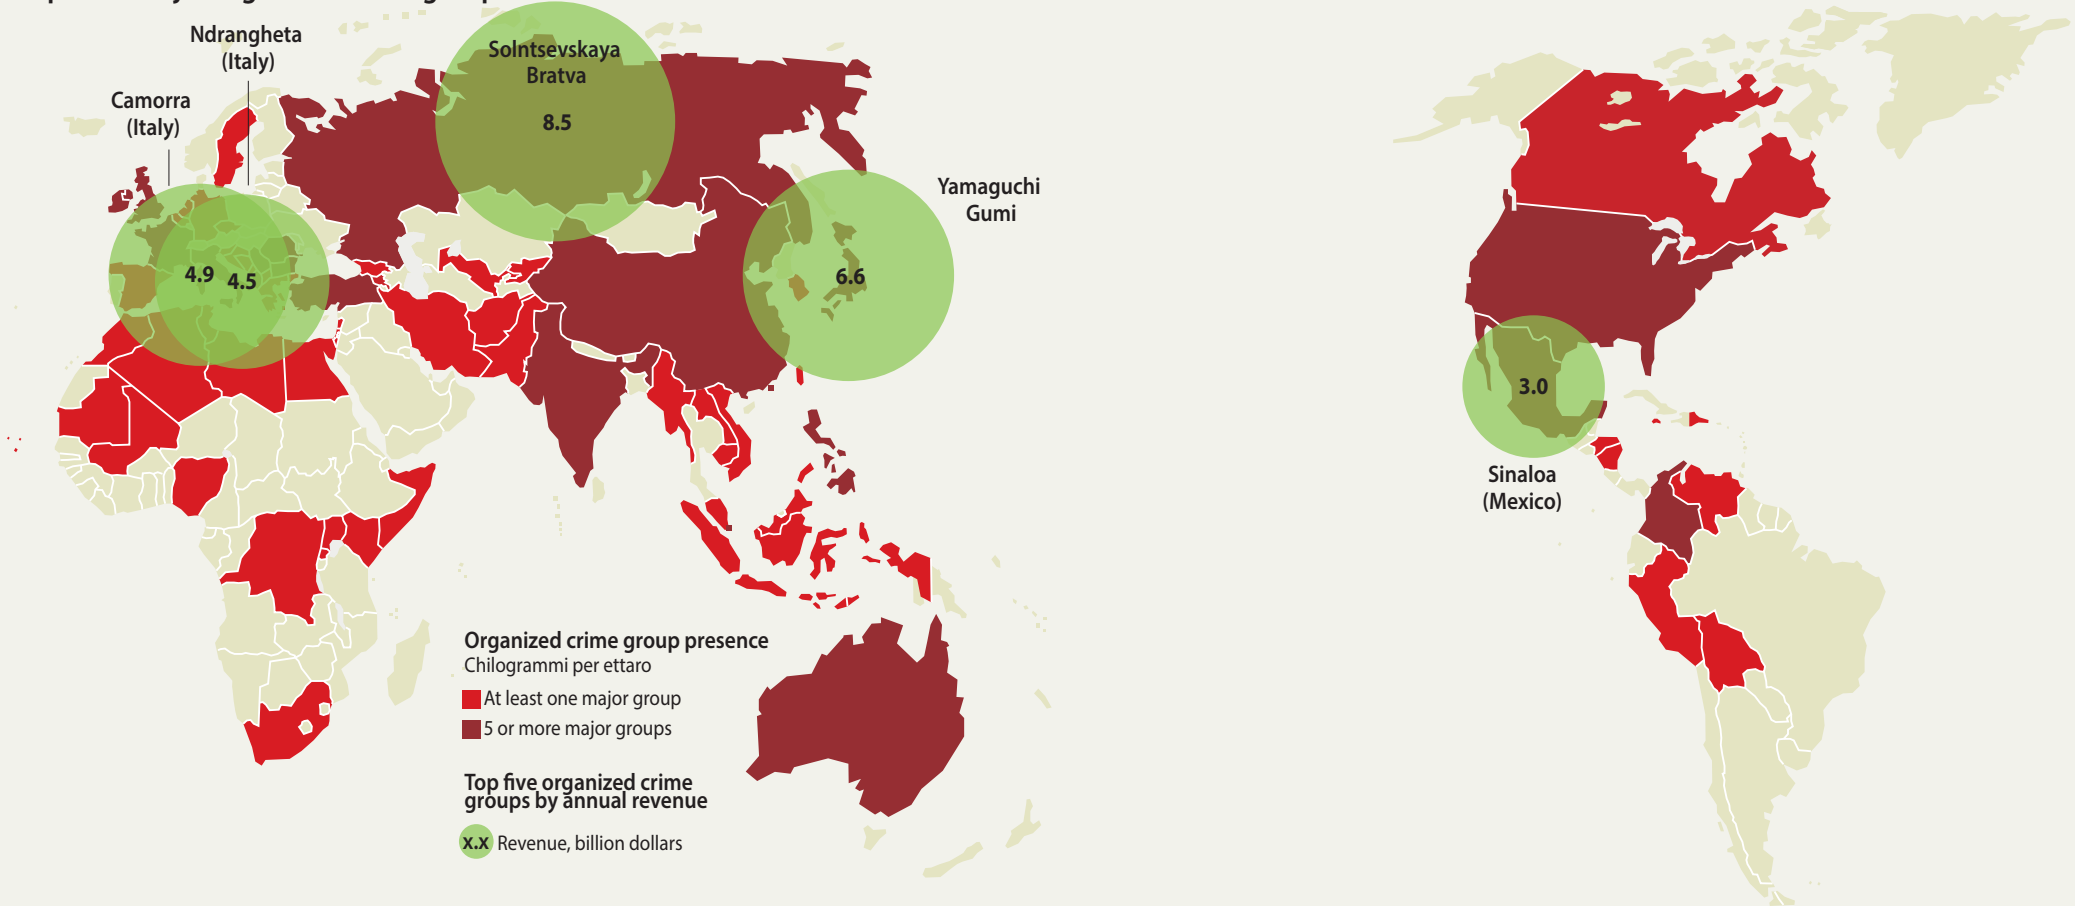 Ndrangheta
(Italy)
Camorra
(Italy)
Solntsevskaya
Bratva
8.5
Yamaguchi
Gumi
6.6
4.9
4.5
3.0
Sinaloa
(Mexico)
Organized crime group presence
Chilogrammi per ettaro
At least one major group
5 or more major groups
Top five organized crime
groups by annual revenue
x.x Revenue, billion dollars